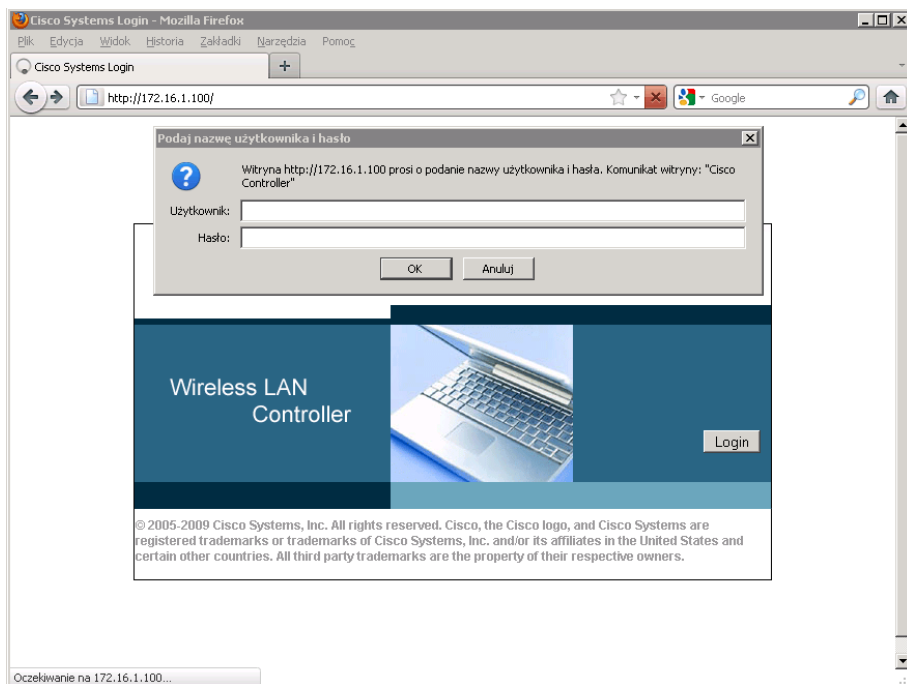 Cisco Systems Login - Mozilla Firefox
Plik Edycja Widok Historia Zakładki Narzędzia Pomoc
Cisco Systems Login
http://172.16.1.100/
Google
Podaj nazwę użytkownika i hasło
Witryna http://172.16.1.100 prosi o podanie nazwy użytkownika i hasła. Komunikat witryny: "Cisco
Controller"
Użytkownik:
Hasło:
OK Anuluj
Wireless LAN
Controller
Login
© 2005-2009 Cisco Systems, Inc. All rights reserved. Cisco, the Cisco logo, and Cisco Systems are
registered trademarks or trademarks of Cisco Systems, Inc. and/or its affiliates in the United States and
certain other countries. All third party trademarks are the property of their respective owners.
Oczekiwanie na 172.16.1.100...